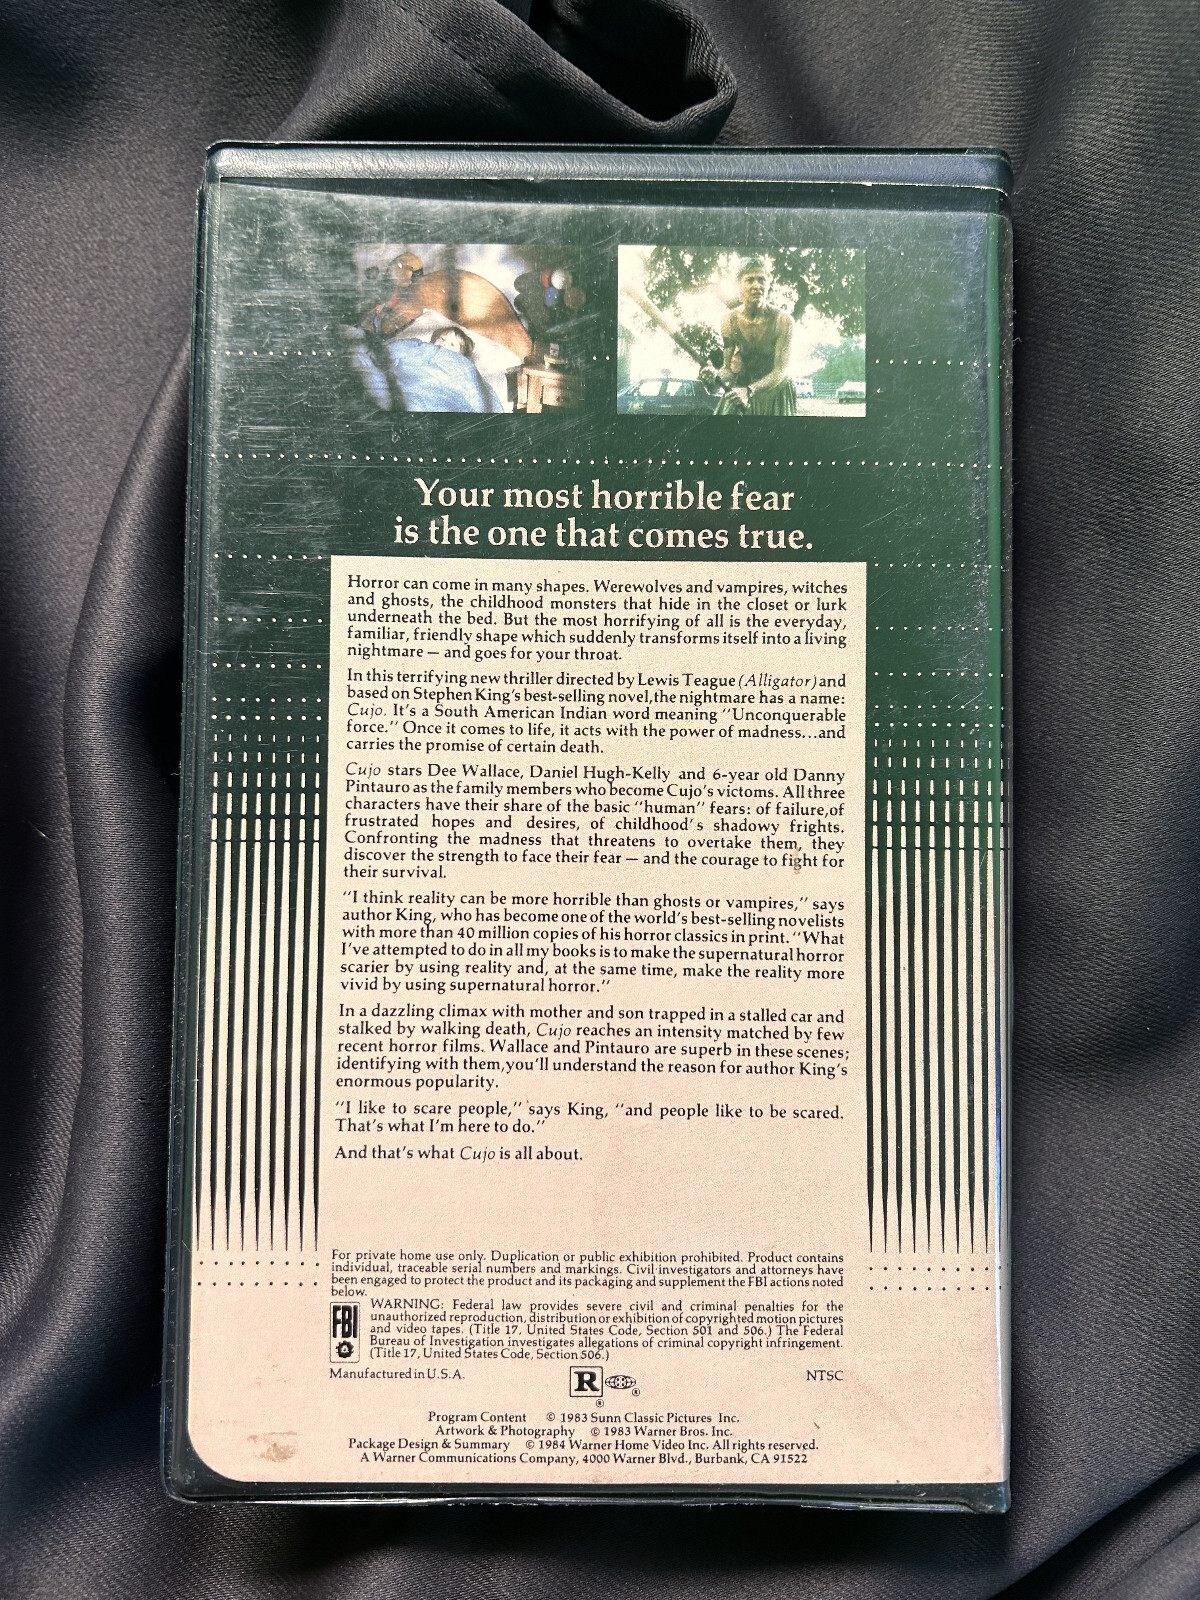 Your most horrible fear
is the one that comes true.
Horror can come in many shapes. Werewolves and vampires, witches
and ghosts, the childhood monsters that hide in the closet or lurk
underneath the bed. But the most horrifying of all is the everyday,
familiar, friendly shape which suddenly transforms itself into a living
nightmare — and goes for your throat.
In this terrifying new thriller directed by Lewis Teague (Alligator) and
based on Stephen King's best-selling novel, the nightmare has a name:
Cujo. It's a South American Indian word meaning "Unconquerable
force." Once it comes to life, it acts with the power of madness...and
carries the promise of certain death.
Cujo stars Dee Wallace, Daniel Hugh-Kelly and 6-year old Danny
Pintauro as the family members who become Cujo's victoms. All three
characters have their share of the basic "human" fears: of failure, of
frustrated hopes and desires, of childhood's shadowy frights.
Confronting the madness that threatens to overtake them, they
discover the strength to face their fear — and the courage to fight for
their survival.
"I think reality can be more horrible than ghosts or vampires," says
author King, who has become one of the world's best-selling novelists
with more than 40 million copies of his horror classics in print. "What
I've attempted to do in all my books is to make the supernatural horror
scarier by using reality and, at the same time, make the reality more
vivid by using supernatural horror."
In a dazzling climax with mother and son trapped in a stalled car and
stalked by walking death, Cujo reaches an intensity matched by few
recent horror films. Wallace and Pintauro are superb in these scenes;
identifying with them, you'll understand the reason for author King's
enormous popularity.
"I like to scare people," says King, "and people like to be scared.
That's what I'm here to do."
And that's what Cujo is all about.
For private home use only. Duplication or public exhibition prohibited. Product contains
individual, traceable serial numbers and markings. Civil investigators and attorneys have
been engaged to protect the product and its packaging and supplement the FBI actions noted
below.
FBI
WARNING: Federal law provides severe civil and criminal penalties for the
unauthorized reproduction, distribution or exhibition of copyrighted motion pictures
and video tapes. (Title 17, United States Code, Section 501 and 506.) The Federal
Bureau of Investigation investigates allegations of criminal copyright infringement.
(Title 17, United States Code, Section 506.)
Manufactured in U.S.A. R ® ® NTSC
Program Content © 1983 Sunn Classic Pictures Inc.
Artwork & Photography © 1983 Warner Bros. Inc.
Package Design & Summary © 1984 Warner Home Video Inc. All rights reserved.
A Warner Communications Company, 4000 Warner Blvd., Burbank, CA 91522